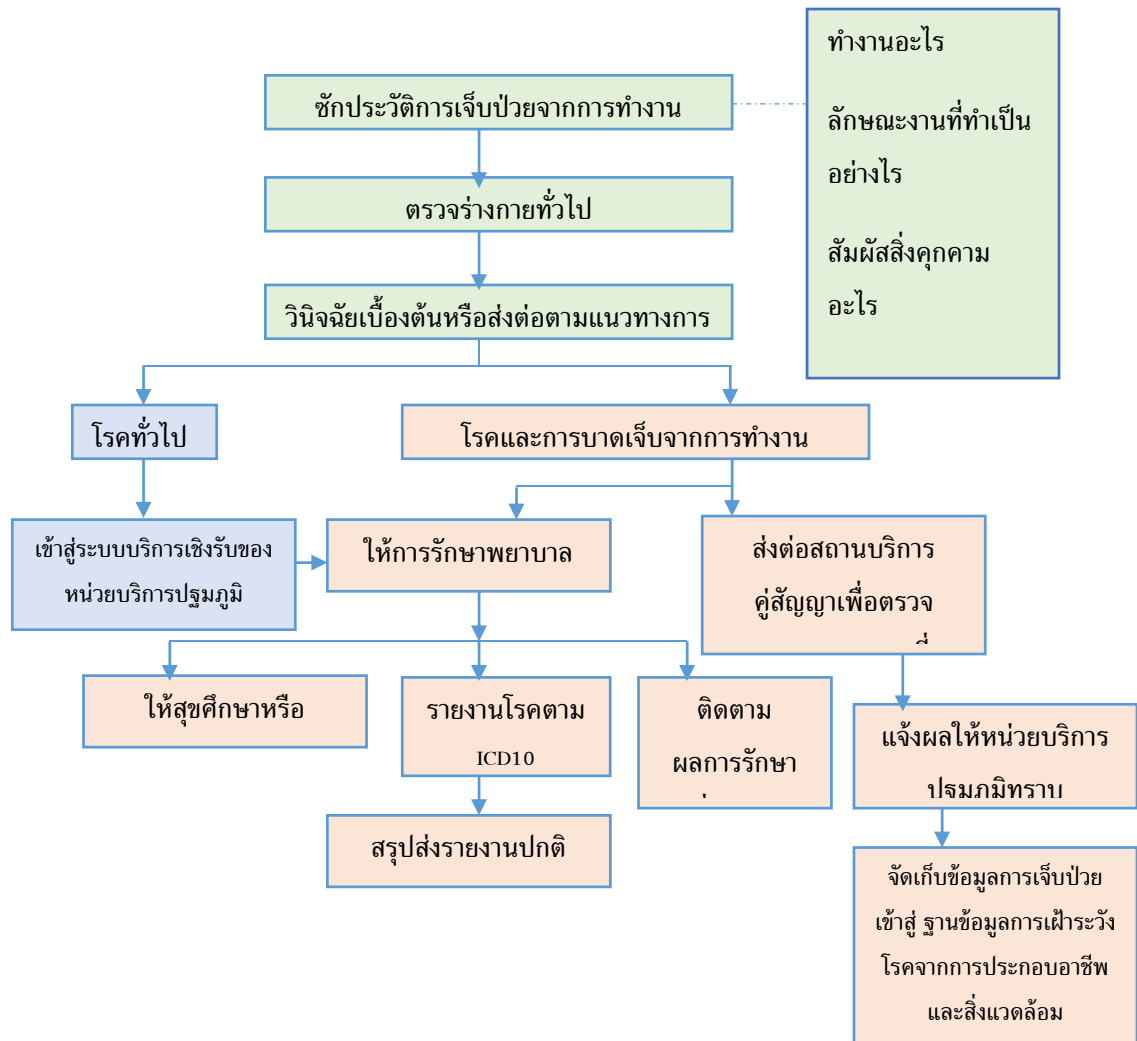 ทำงานอะไร
ลักษณะงานที่ทำเป็น
อย่างไร
สัมผัสสิ่งคุกคาม
อะไร
ซักประวัติการเจ็บป่วยจากการทำงาน
ตรวจร่างกายทั่วไป
วินิจฉัยเบื้องต้นหรือส่งต่อตามแนวทางการ
โรคทั่วไป
โรคและการบาดเจ็บจากการทำงาน
เข้าสู่ระบบบริการเชิงรับของ
หน่วยบริการปฐมภูมิ
ให้การรักษาพยาบาล
ส่งต่อสถานบริการ
คู่สัญญาเพื่อตรวจ
ให้สุขศึกษาหรือ
รายงานโรคตาม
ICD10
ติดตาม
ผลการรักษา
แจ้งผลให้หน่วยบริการ
ปฐมภูมิทราบ
สรุปส่งรายงานปกติ
จัดเก็บข้อมูลการเจ็บป่วย
เข้าสู่ ฐานข้อมูลการเฝ้าระวัง
โรคจากการประกอบอาชีพ
และสิ่งแวดล้อม